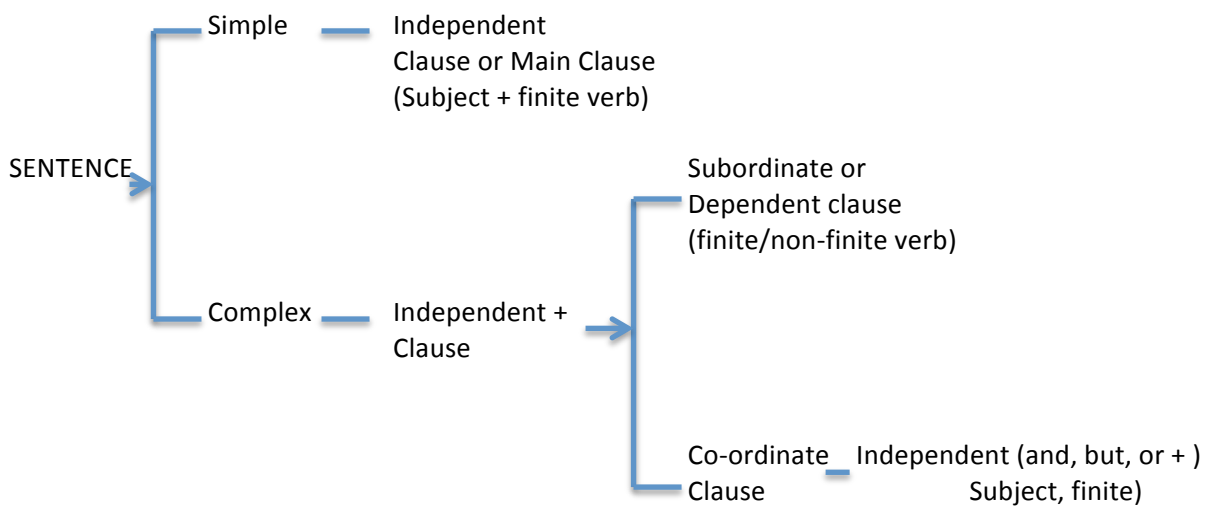 Simple
Independent
Clause or Main Clause
(Subject + finite verb)
SENTENCE
Subordinate or
Dependent clause
(finite/non-finite verb)
Complex
Independent +
Clause
Co-ordinate
Clause
Independent (and, but, or + )
Subject, finite)